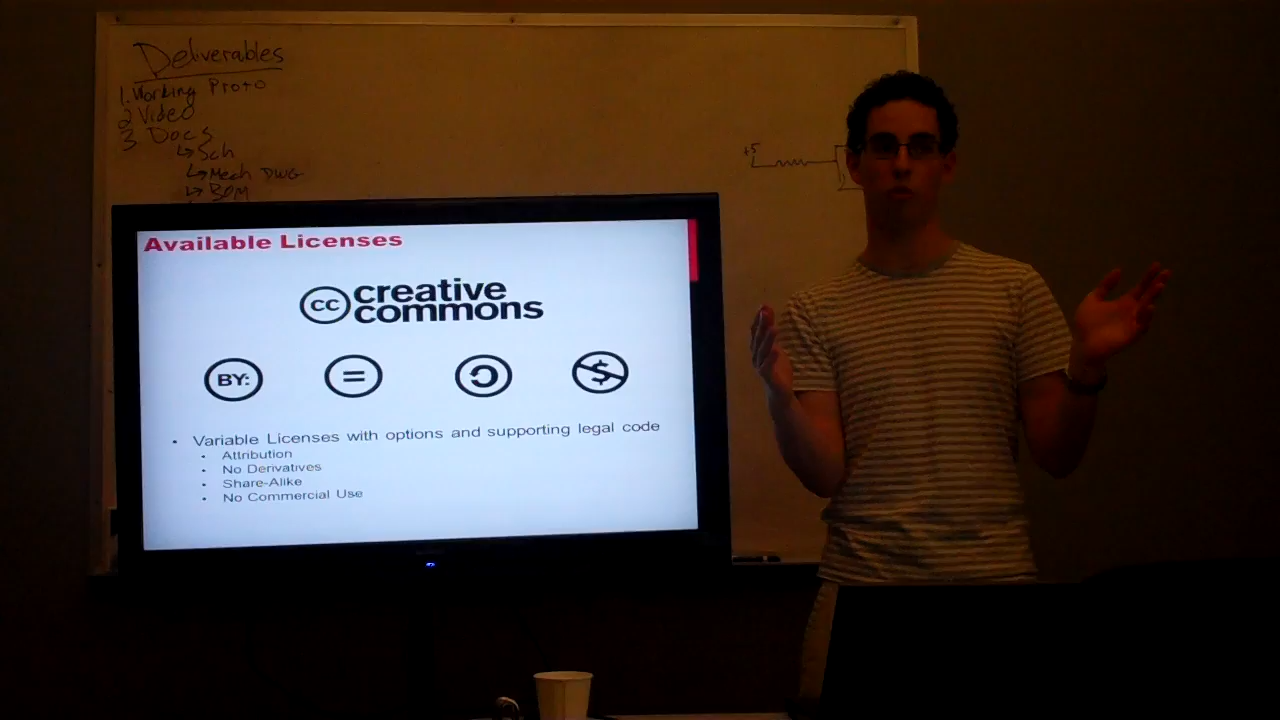 Deliverables
1. Working Proto
2 Video
3 Docs
↳ Sch
↳ Mech DWG
↳ BOM
+5
Available Licenses
cc creative commons
BY: = $
• Variable Licenses with options and supporting legal code
• Attribution
• No Derivatives
• Share-Alike
• No Commercial Use